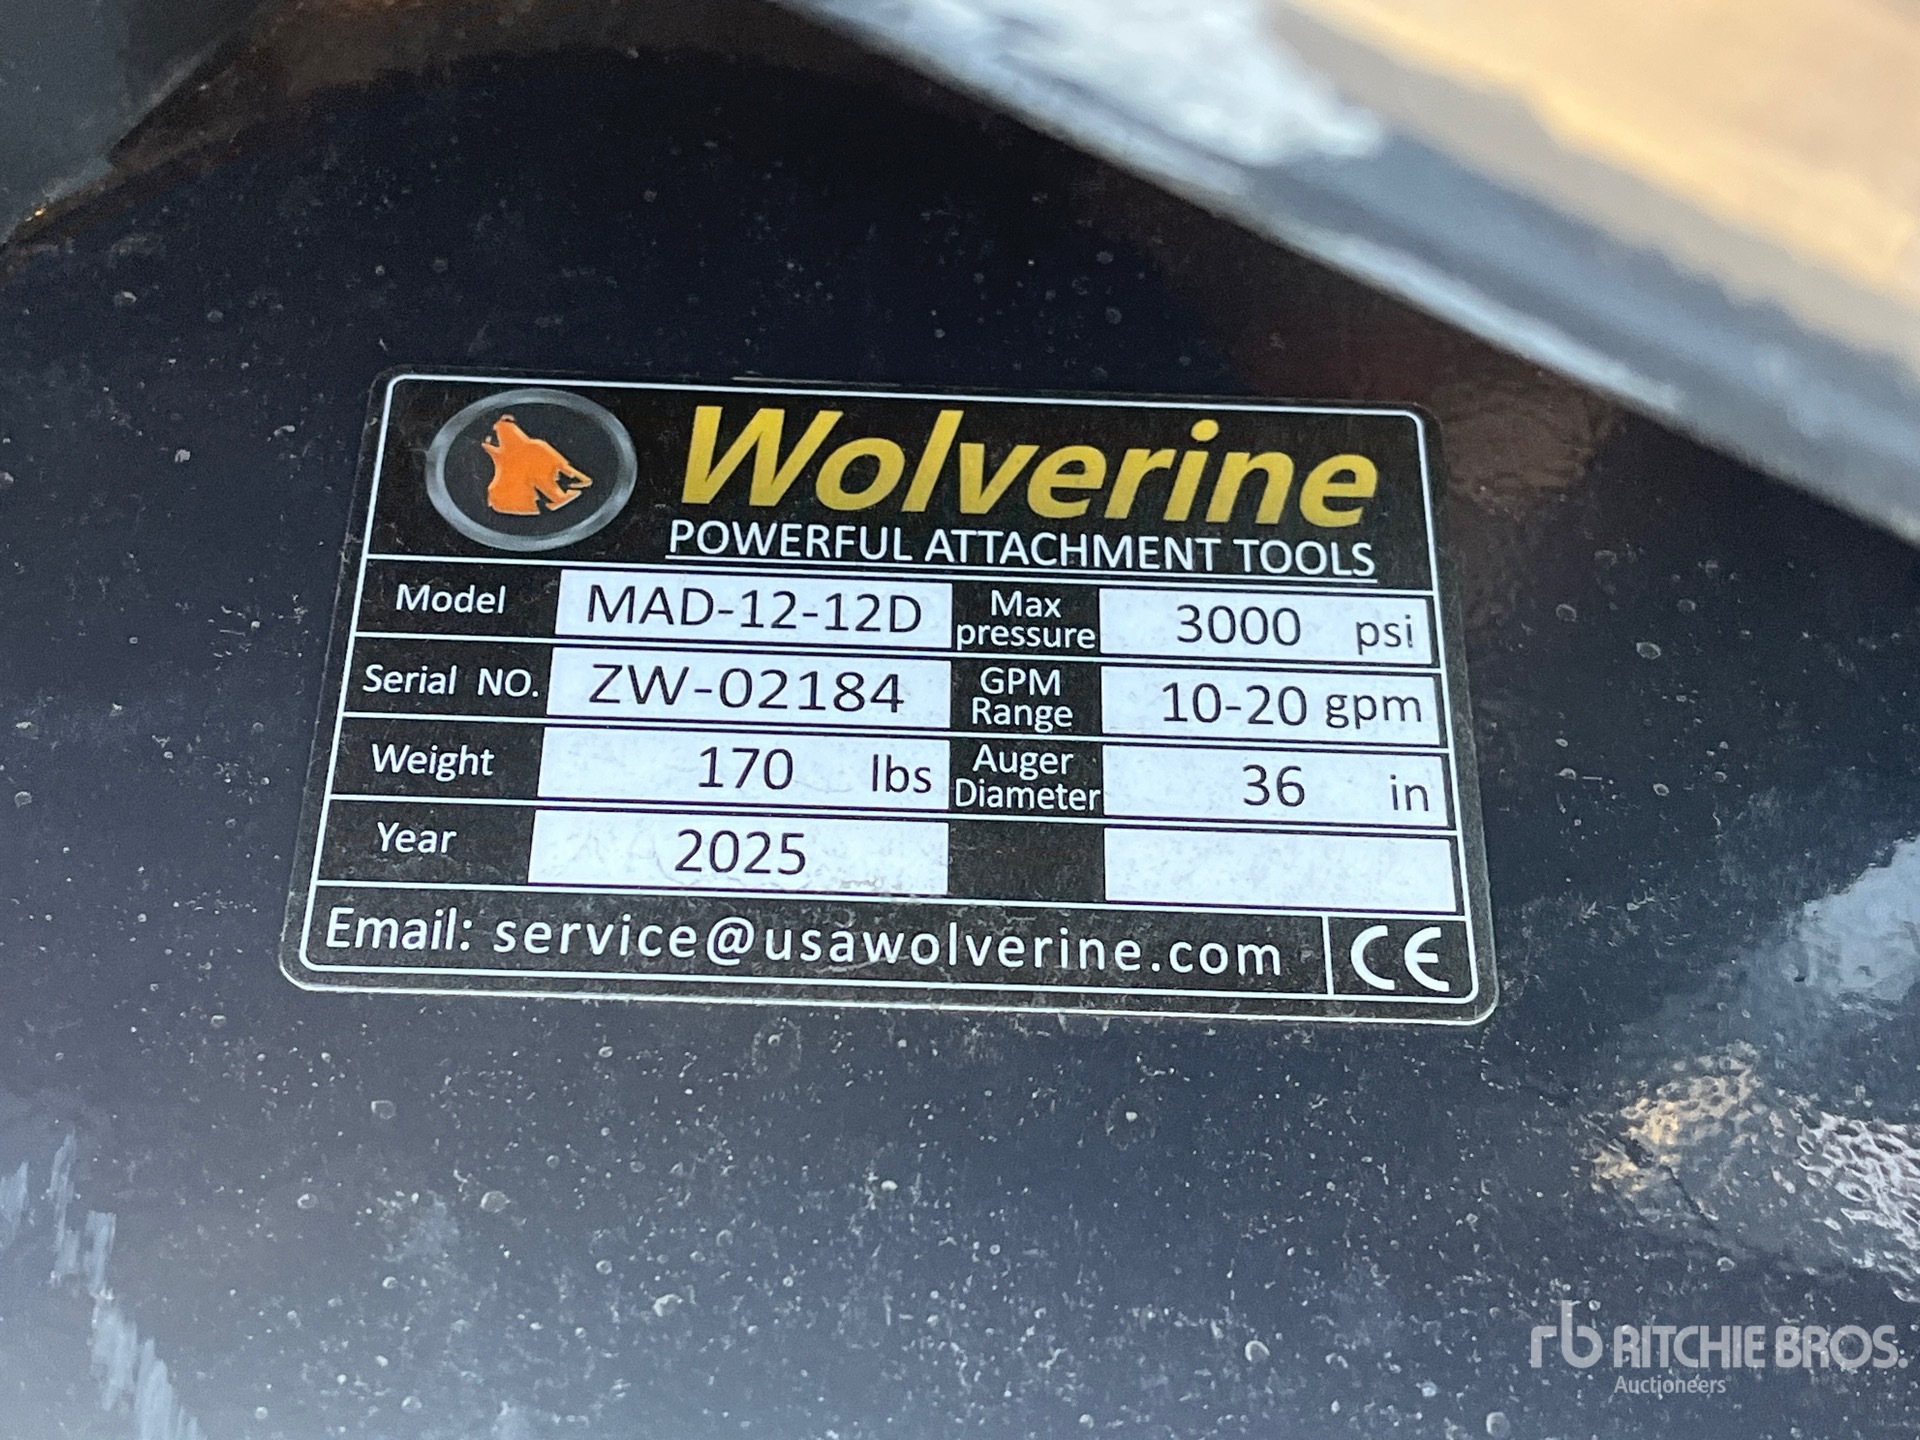 Wolverine
POWERFUL ATTACHMENT TOOLS
Model MAD-12-12D Max pressure 3000 psi
Serial NO. ZW-02184 GPM Range 10-20 gpm
Weight 170 lbs Auger Diameter 36 in
Year 2025
Email: service@usawolverine.com CE
rb RITCHIE BROS.
Auctioneers